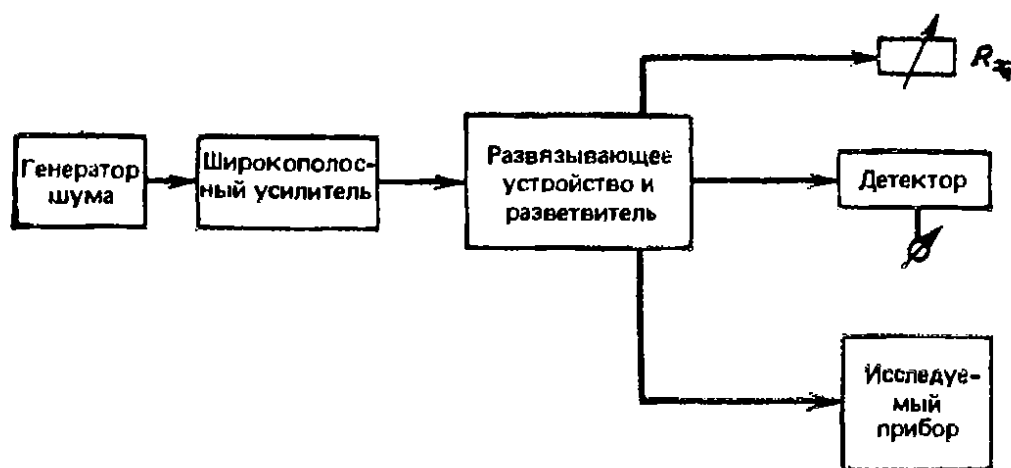 Генератор
шума
Широкополос-
ный усилитель
Развязывающее
устройство и
разветвитель
R
Детектор
Исследуе-
мый
прибор